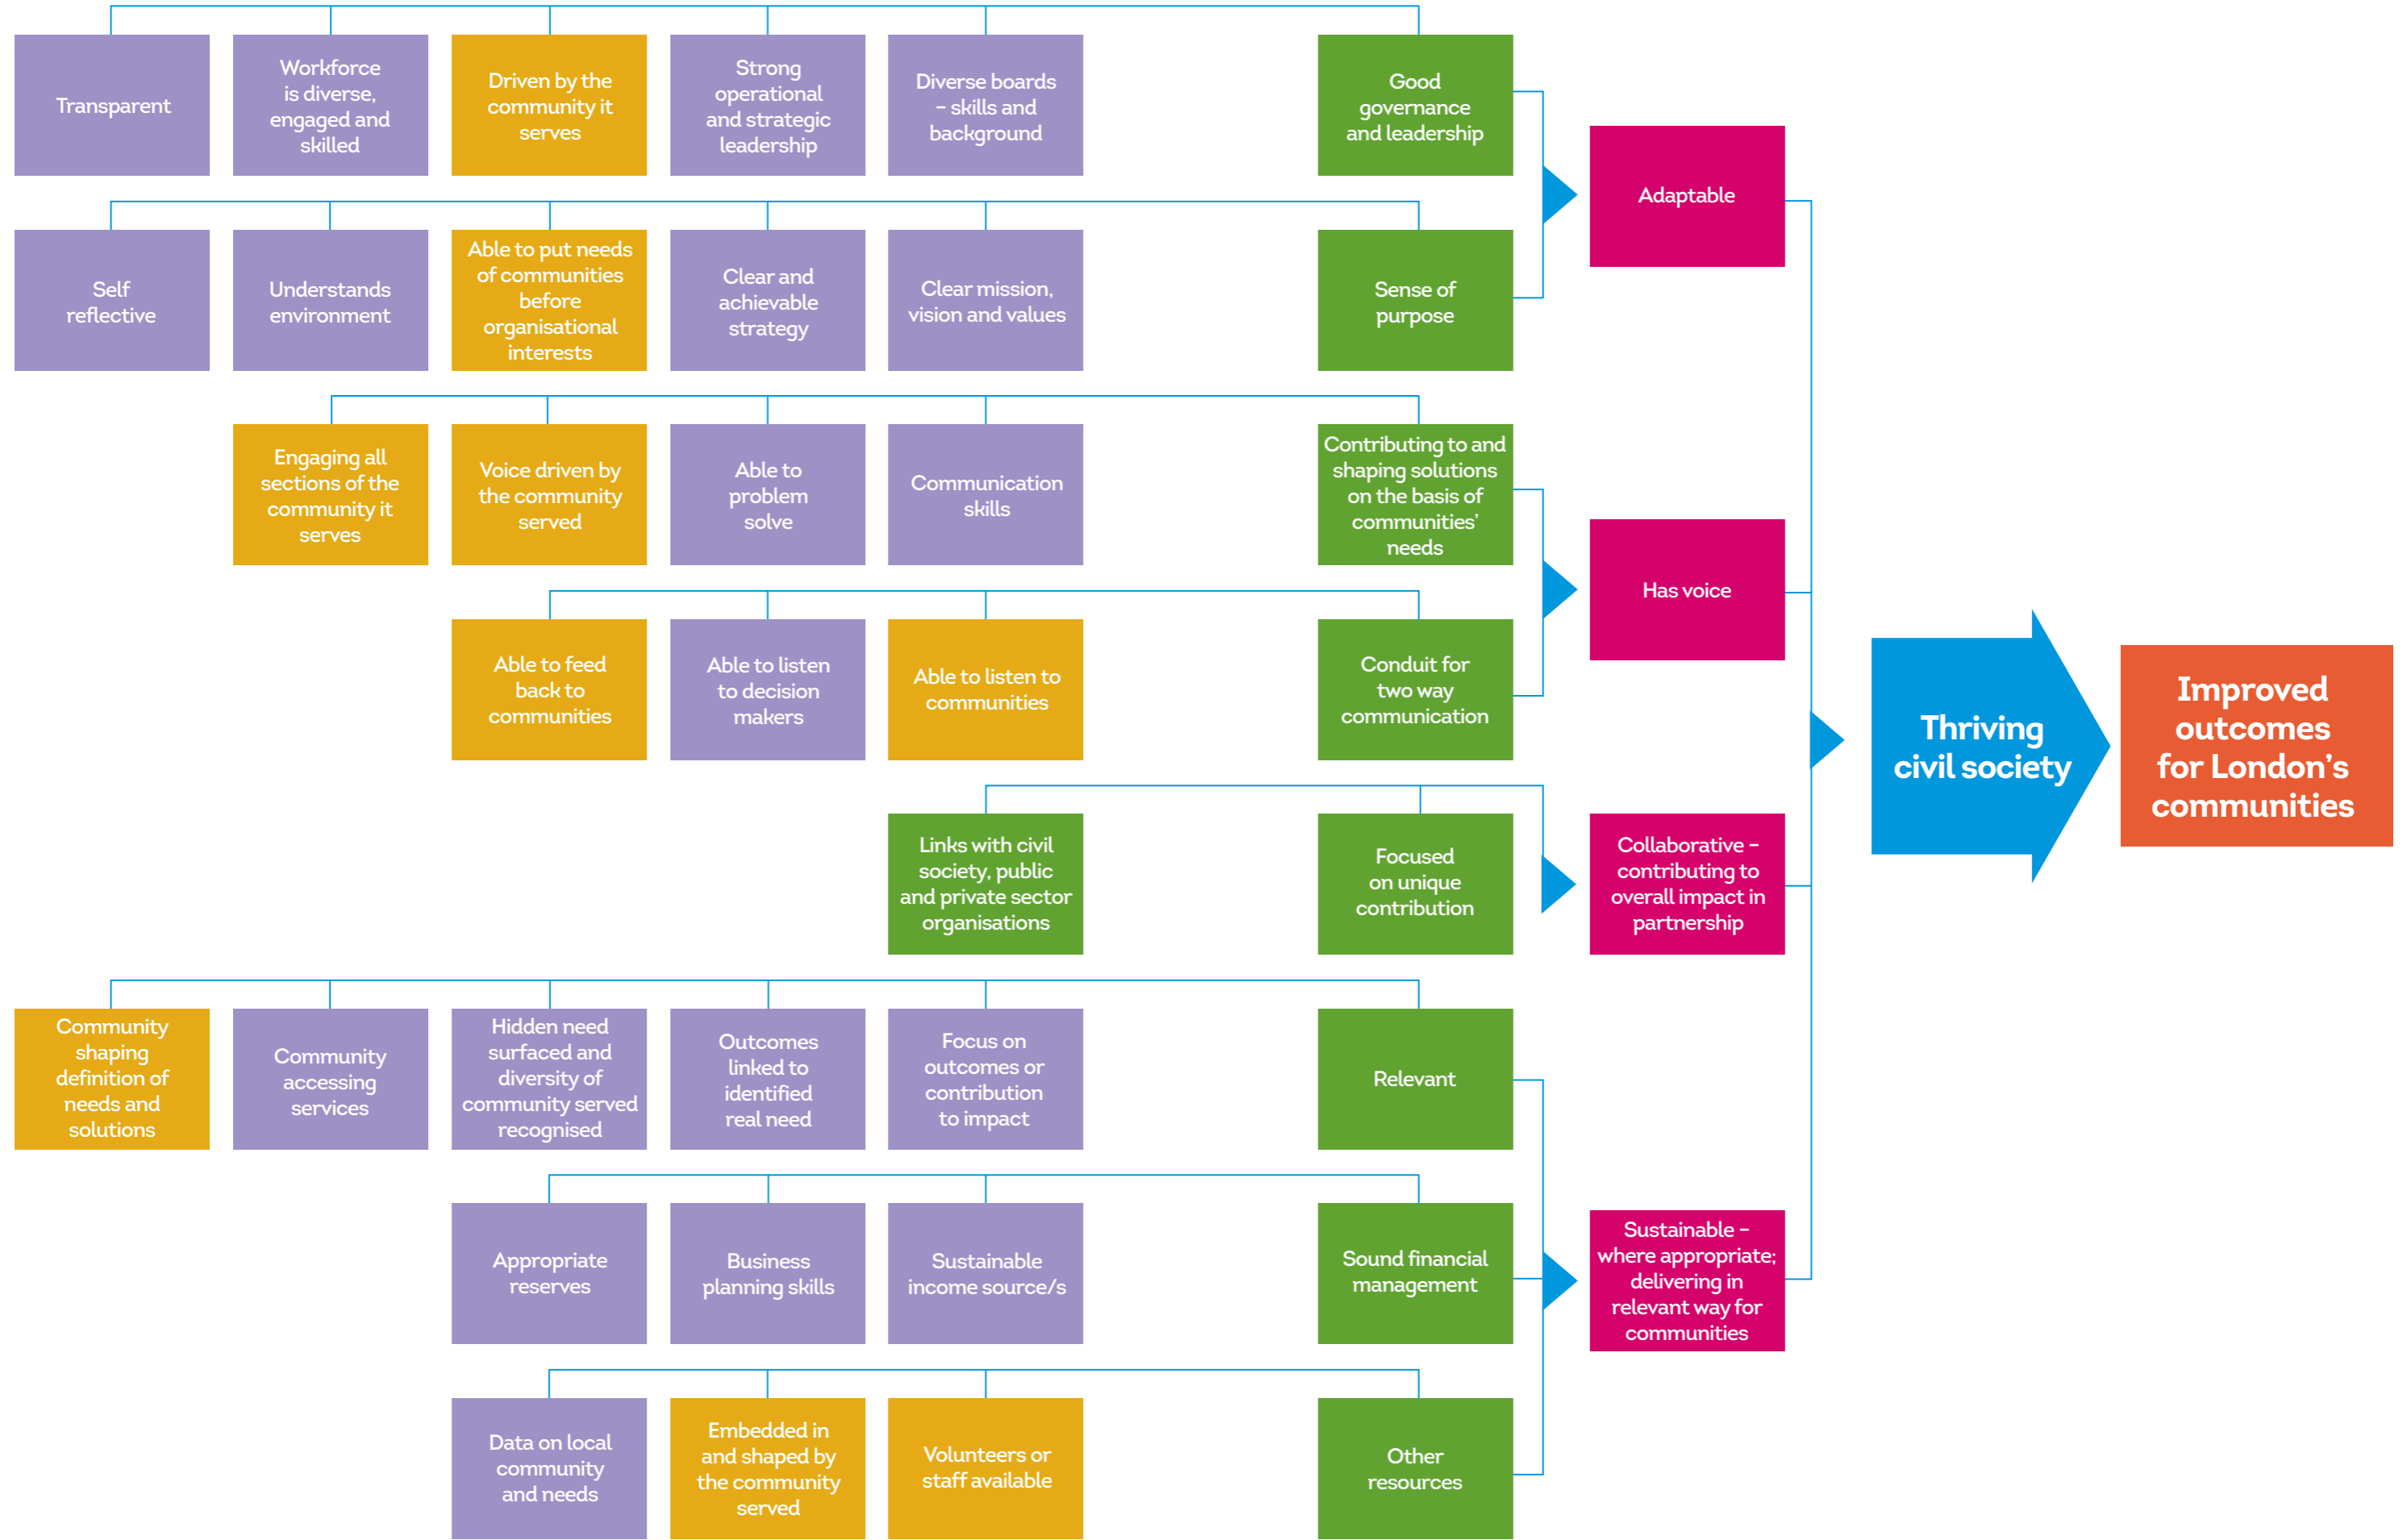 Transparent
Workforce
is diverse,
engaged and
skilled
Driven by the
community it
serves
Strong
operational
and strategic
leadership
Diverse boards
– skills and
background
Good
governance
and leadership
Adaptable
Self
reflective
Understands
environment
Able to put needs
of communities
before
organisational
interests
Clear and
achievable
strategy
Clear mission,
vision and values
Sense of
purpose
Engaging all
sections of the
community it
serves
Voice driven by
the community
served
Able to
problem
solve
Communication
skills
Contributing to and
shaping solutions
on the basis of
communities’
needs
Has voice
Able to feed
back to
communities
Able to listen
to decision
makers
Able to listen to
communities
Conduit for
two way
communication
Thriving
civil society
Improved
outcomes
for London’s
communities
Links with civil
society, public
and private sector
organisations
Focused
on unique
contribution
Collaborative –
contributing to
overall impact in
partnership
Community
shaping
definition of
needs and
solutions
Community
accessing
services
Hidden need
surfaced and
diversity of
community served
recognised
Outcomes
linked to
identified
real need
Focus on
outcomes or
contribution
to impact
Relevant
Appropriate
reserves
Business
planning skills
Sustainable
income source/s
Sound financial
management
Sustainable –
where appropriate;
delivering in
relevant way for
communities
Data on local
community
and needs
Embedded in
and shaped by
the community
served
Volunteers or
staff available
Other
resources